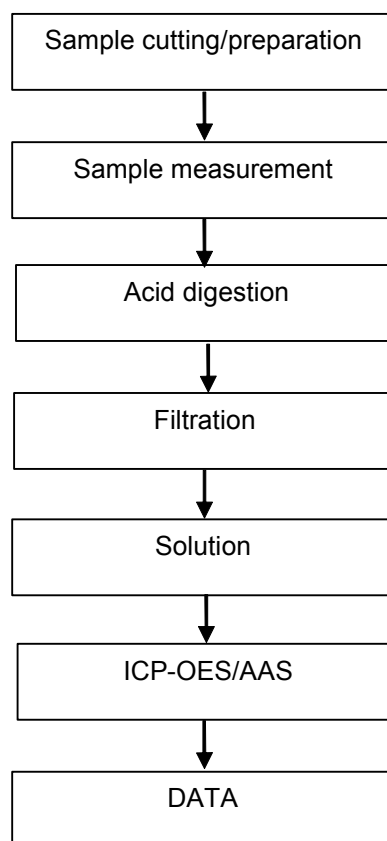 Sample cutting/preparation
Sample measurement
Acid digestion
Filtration
Solution
ICP-OES/AAS
DATA